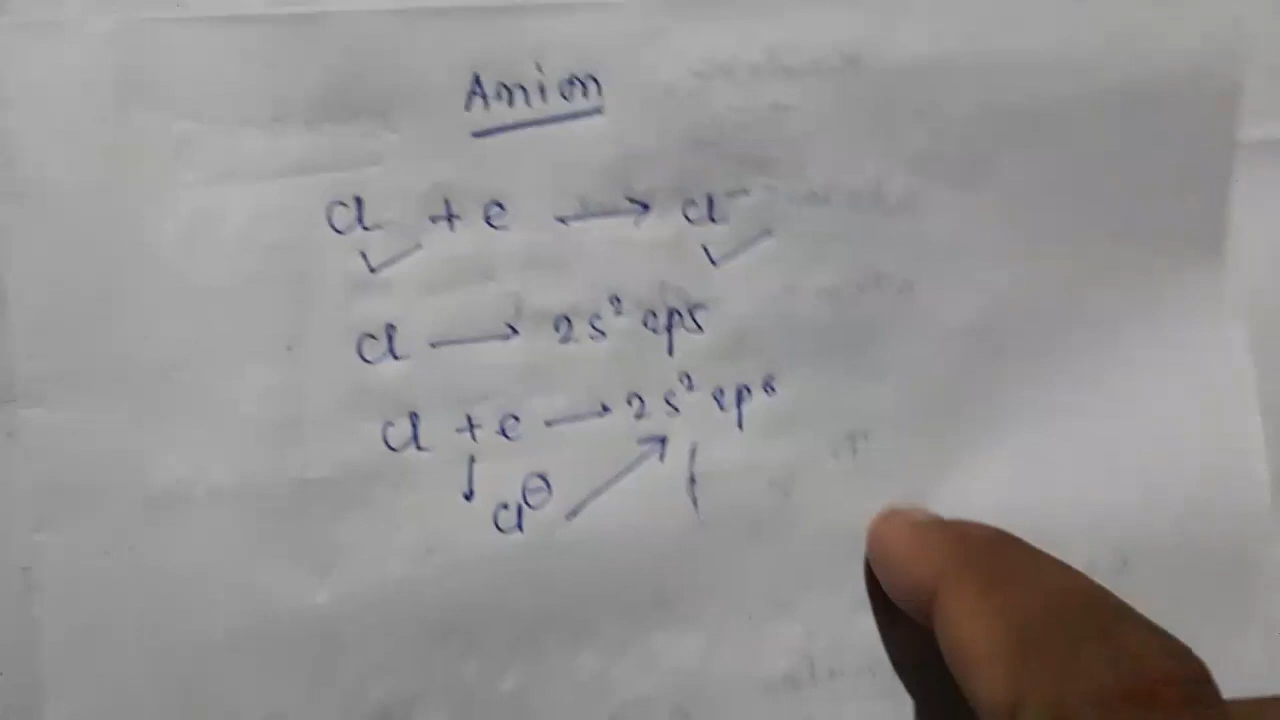 Anion
Cl + e → Cl⁻
Cl → 2s² 2p⁵
Cl + e → 2s² 2p⁶
↓
Cl⊖